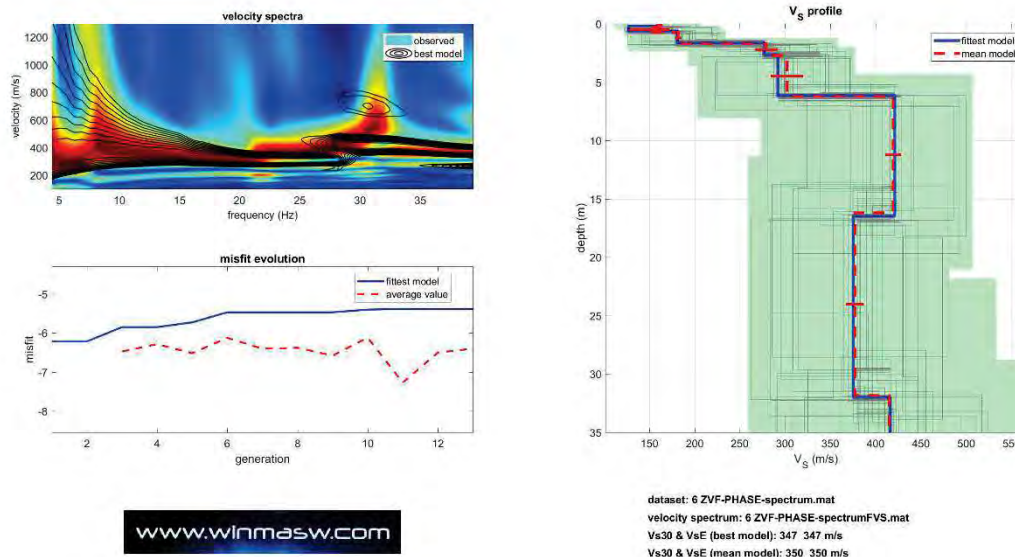 velocity spectra
observed
best model
velocity (m/s)
1200
1000
800
600
400
200
5 10 15 20 25 30 35
frequency (Hz)
misfit evolution
fittest model
average value
misfit
-5
-6
-7
-8
2 4 6 8 10 12
generation
www.winmasw.com
VS profile
fittest model
mean model
depth (m)
0
5
10
15
20
25
30
35
150 200 250 300 350 400 450 500 550
VS (m/s)
dataset: 6 ZVF-PHASE-spectrum.mat
velocity spectrum: 6 ZVF-PHASE-spectrumFVS.mat
Vs30 & VsE (best model): 347 347 m/s
Vs30 & VsE (mean model): 350 350 m/s